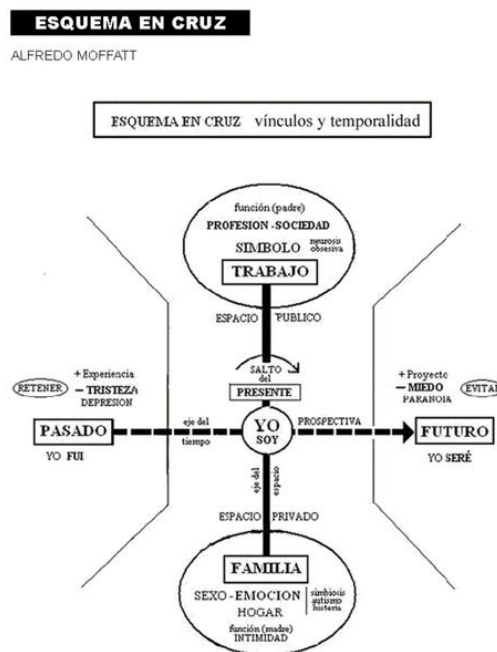 ESQUEMA EN CRUZ
ALFREDO MOFFATT
ESQUEMA EN CRUZ vínculos y temporalidad
función (padre)
PROFESION - SOCIEDAD
SIMBOLO
neurosis
obsesiva
TRABAJO
ESPACIO PUBLICO
SALTO
del
PRESENTE
+ Experiencia
RETENER
— TRISTEZA
DEPRESION
PASADO
YO FUI
eje del
tiempo
YO
SOY
PROSPECTIVA
+ Proyecto
— MIEDO
PARANOIA
EVITAR
FUTURO
YO SERÉ
eje del
espacio
ESPACIO PRIVADO
FAMILIA
SEXO - EMOCION
HOGAR
simbiosis
autismo
histeria
función (madre)
INTIMIDAD